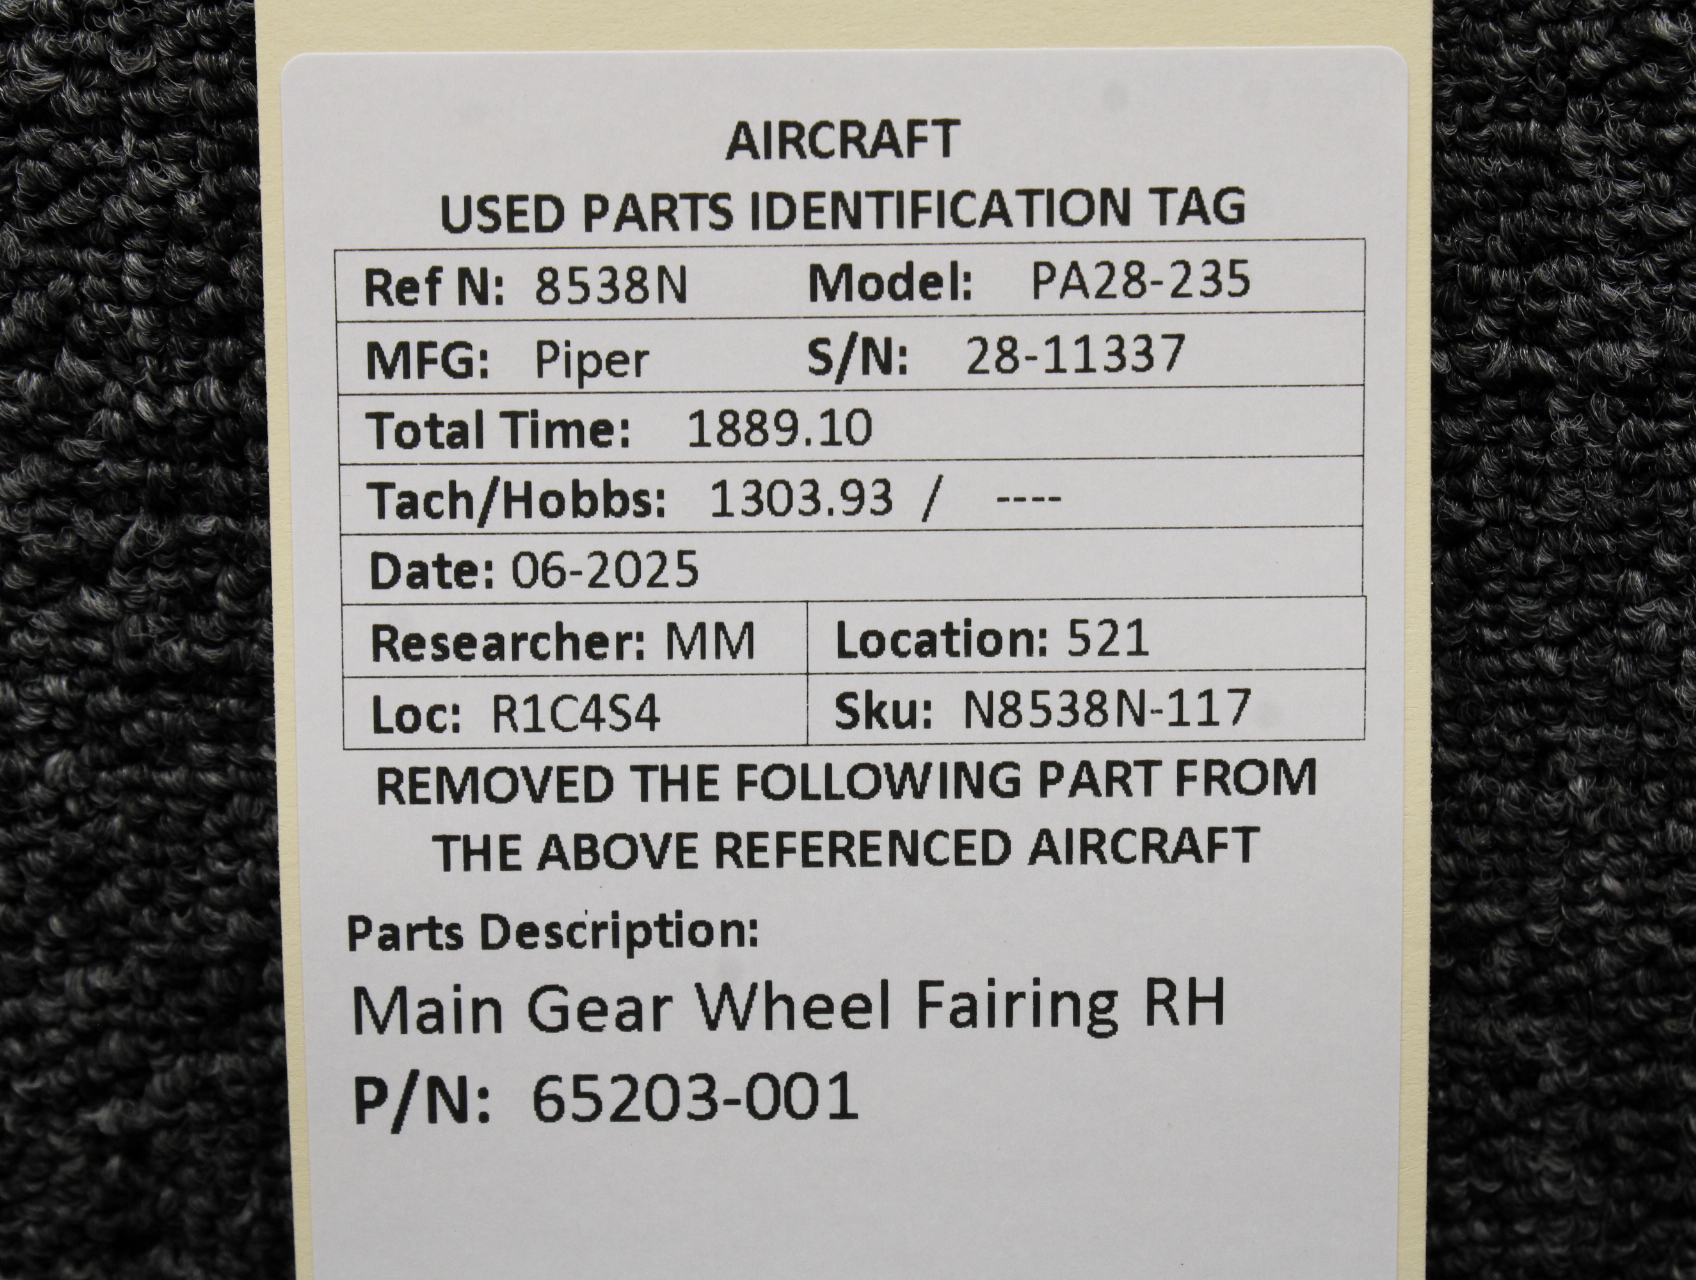 AIRCRAFT
USED PARTS IDENTIFICATION TAG
Ref N: 8538N Model: PA28-235
MFG: Piper S/N: 28-11337
Total Time: 1889.10
Tach/Hobbs: 1303.93 / ----
Date: 06-2025
Researcher: MM Location: 521
Loc: R1C4S4 Sku: N8538N-117
REMOVED THE FOLLOWING PART FROM
THE ABOVE REFERENCED AIRCRAFT
Parts Description:
Main Gear Wheel Fairing RH
P/N: 65203-001